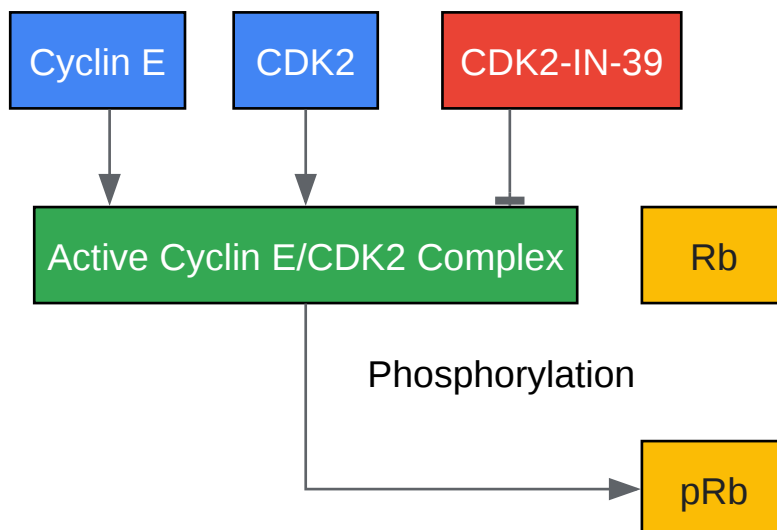 Cyclin E
CDK2
CDK2-IN-39
Active Cyclin E/CDK2 Complex
Rb
Phosphorylation
pRb